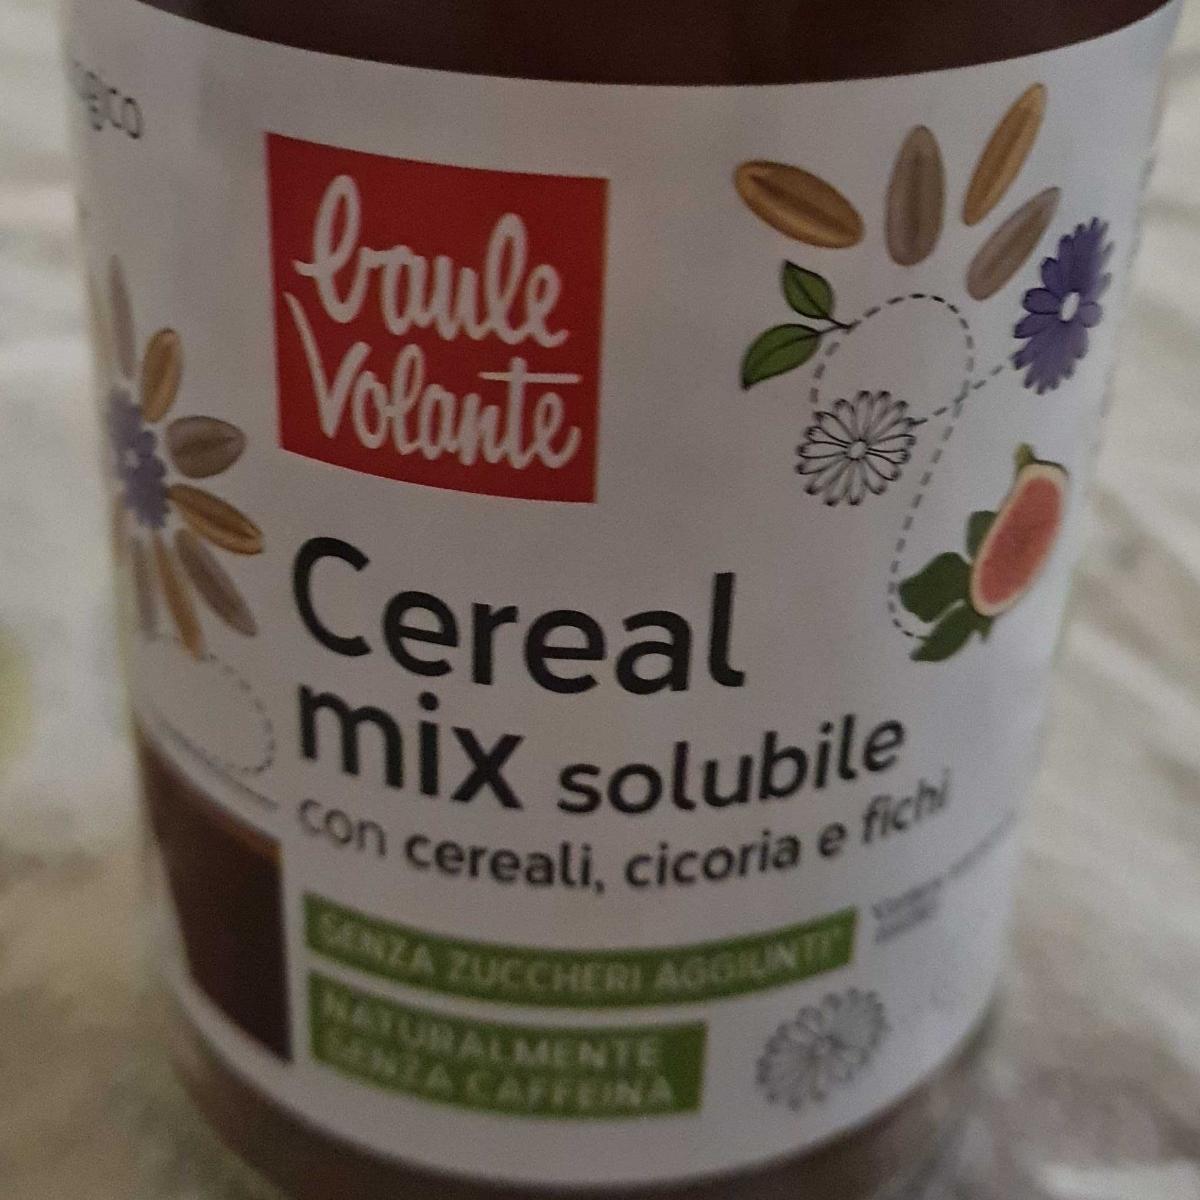 baule
volante
Cereal
mix solubile
con cereali, cicoria e fichi
SENZA ZUCCHERI AGGIUNTI*
NATURALMENTE
SENZA CAFFEINA